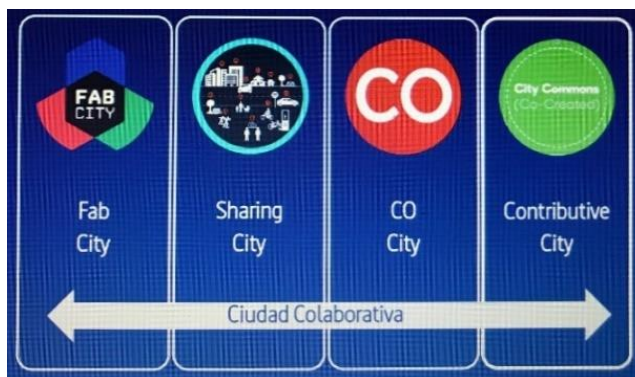 FAB
CITY
CO
City Commons
(Co-Created)
Fab
City
Sharing
City
CO
City
Contributive
City
Ciudad Colaborativa